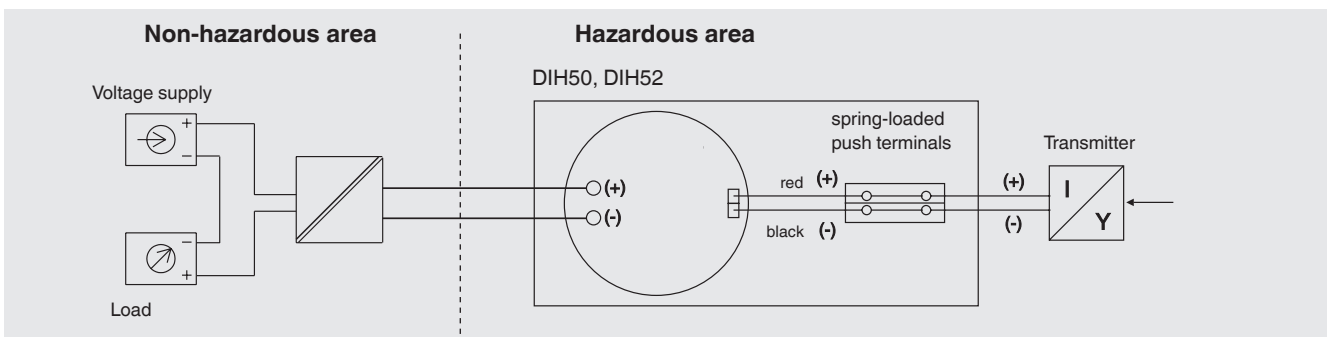 Non-hazardous area
Hazardous area
DIH50, DIH52
Voltage supply
+
–
–
+
Load
(+)
(-)
spring-loaded
push terminals
red (+)
black (-)
Transmitter
(+)
(-)
I
Y